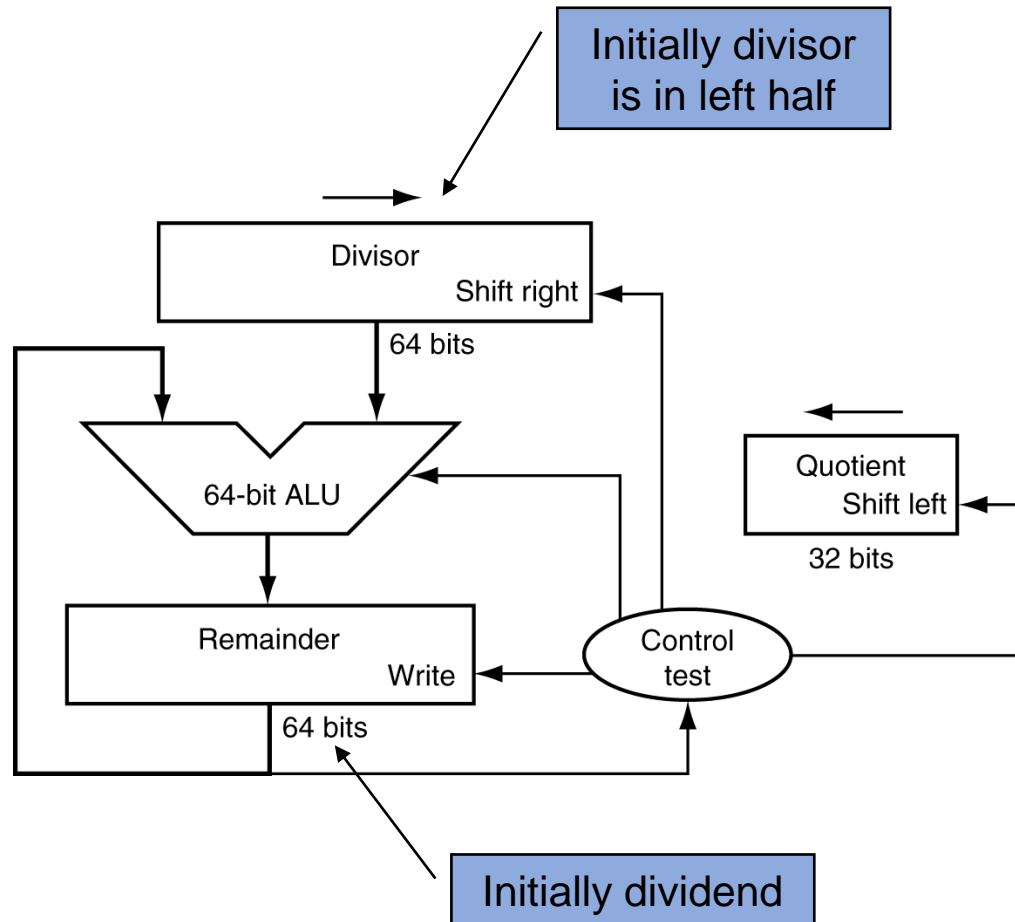 Initially divisor
is in left half
Divisor
Shift right
64 bits
64-bit ALU
Quotient
Shift left
32 bits
Remainder
Write
Control
test
64 bits
Initially dividend